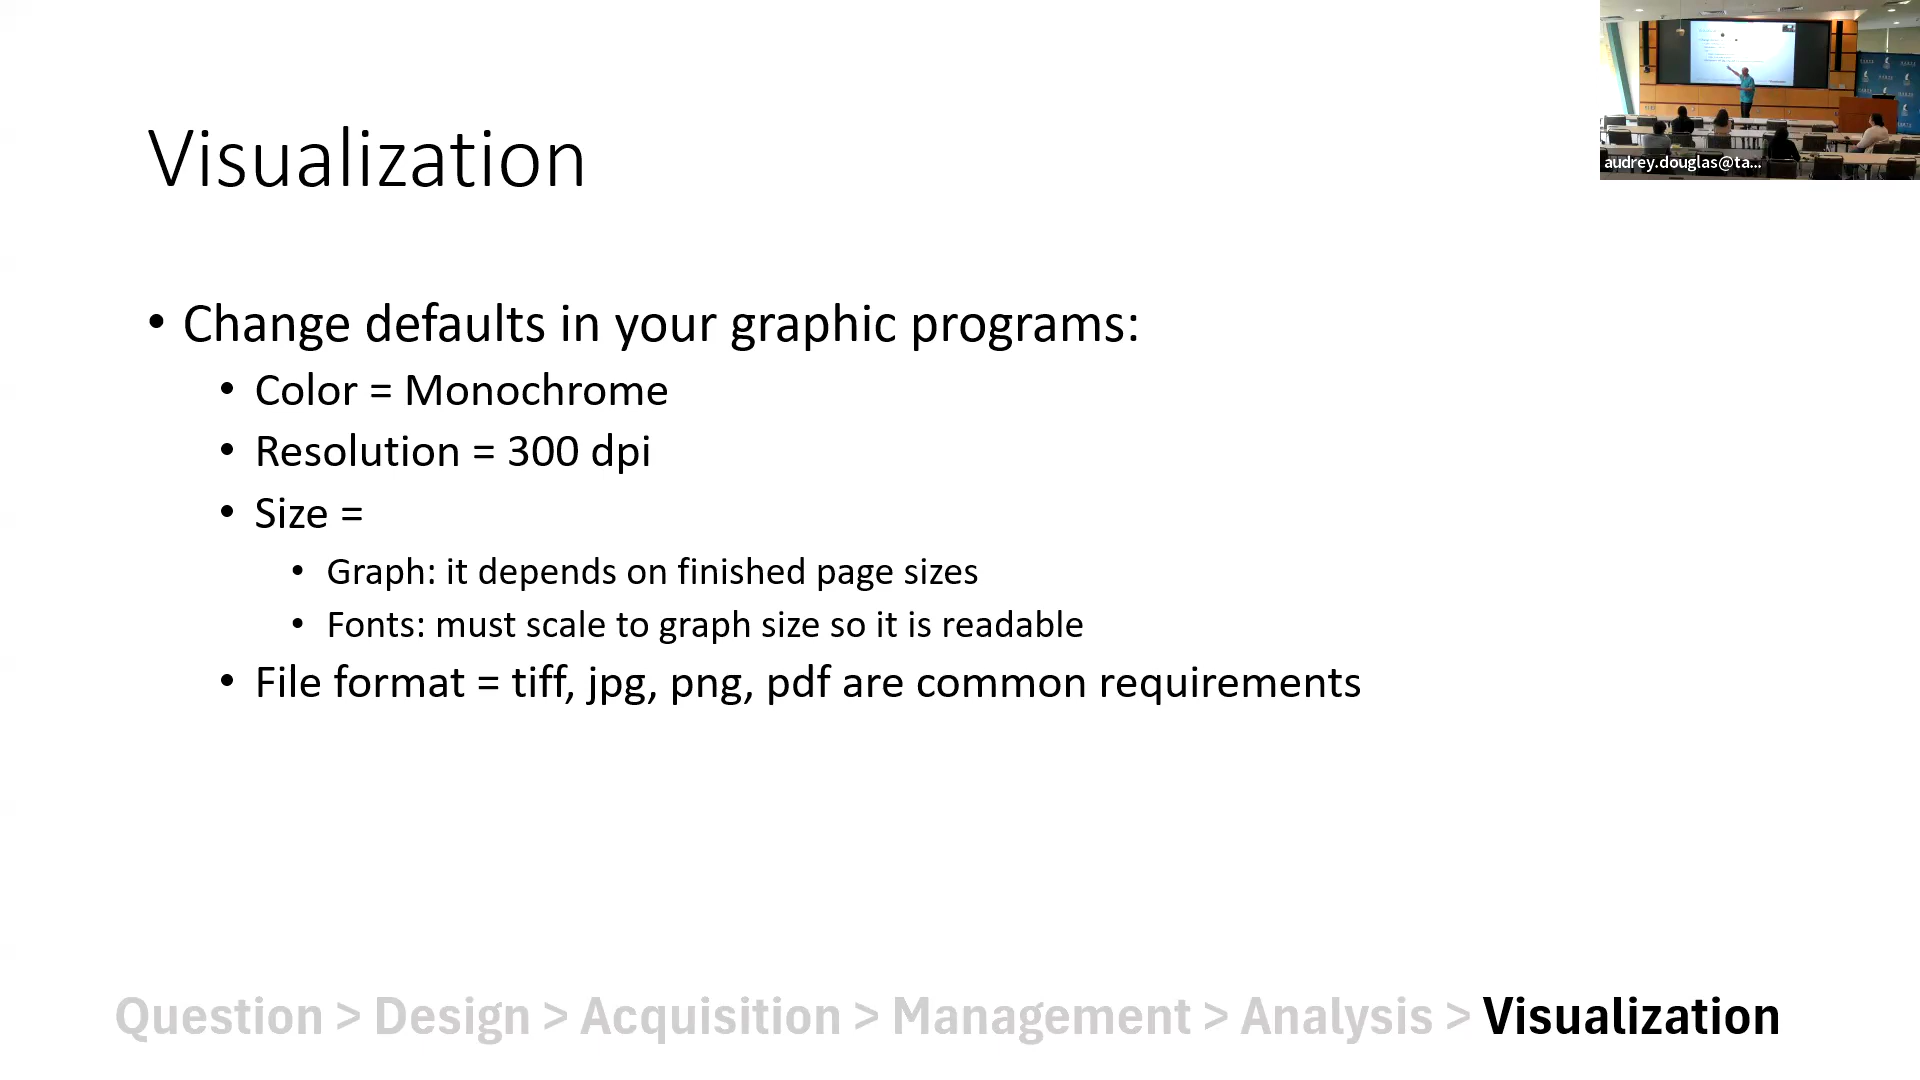 audrey.douglas@ta...
Visualization
• Change defaults in your graphic programs:
• Color = Monochrome
• Resolution = 300 dpi
• Size =
• Graph: it depends on finished page sizes
• Fonts: must scale to graph size so it is readable
• File format = tiff, jpg, png, pdf are common requirements
Question > Design > Acquisition > Management > Analysis > Visualization